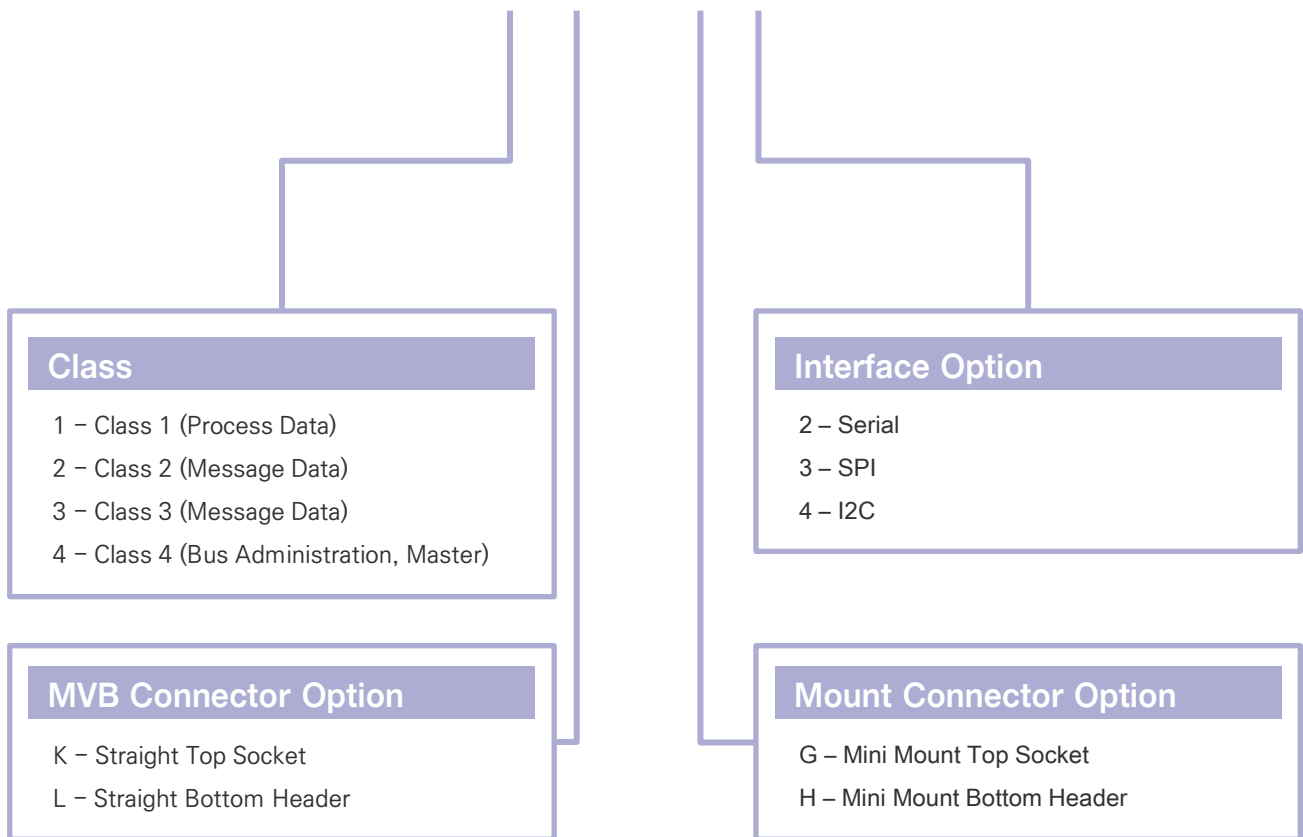 Class
1 – Class 1 (Process Data)
2 – Class 2 (Message Data)
3 – Class 3 (Message Data)
4 – Class 4 (Bus Administration, Master)
Interface Option
2 – Serial
3 – SPI
4 – I2C
MVB Connector Option
K – Straight Top Socket
L – Straight Bottom Header
Mount Connector Option
G – Mini Mount Top Socket
H – Mini Mount Bottom Header